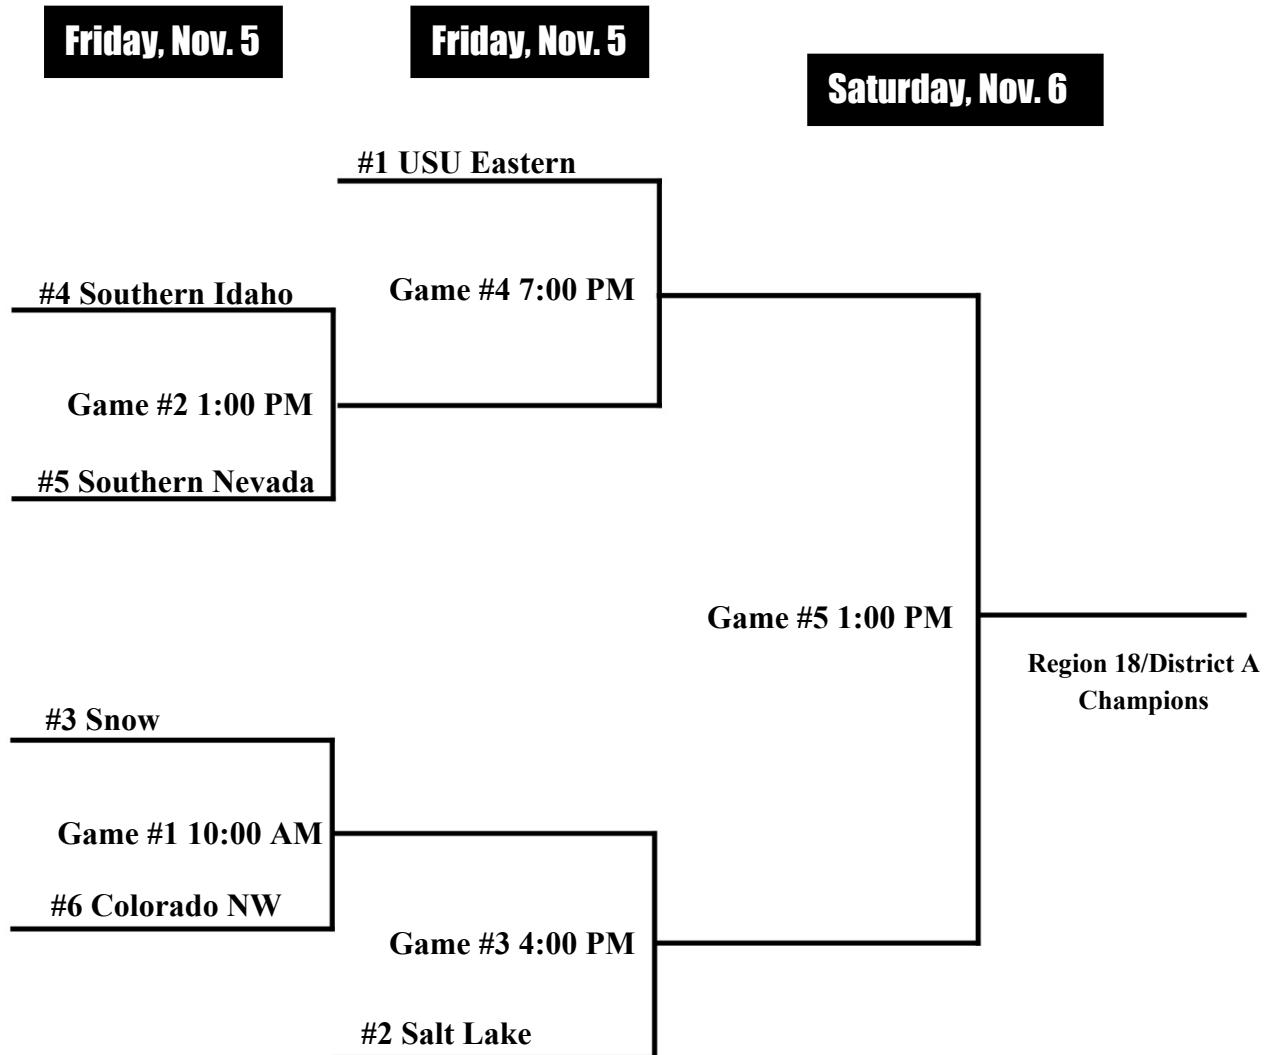 Friday, Nov. 5
Friday, Nov. 5
Saturday, Nov. 6
#1 USU Eastern
Game #4 7:00 PM
#4 Southern Idaho
Game #2 1:00 PM
#5 Southern Nevada
Game #5 1:00 PM
Region 18/District A
Champions
#3 Snow
Game #1 10:00 AM
#6 Colorado NW
Game #3 4:00 PM
#2 Salt Lake